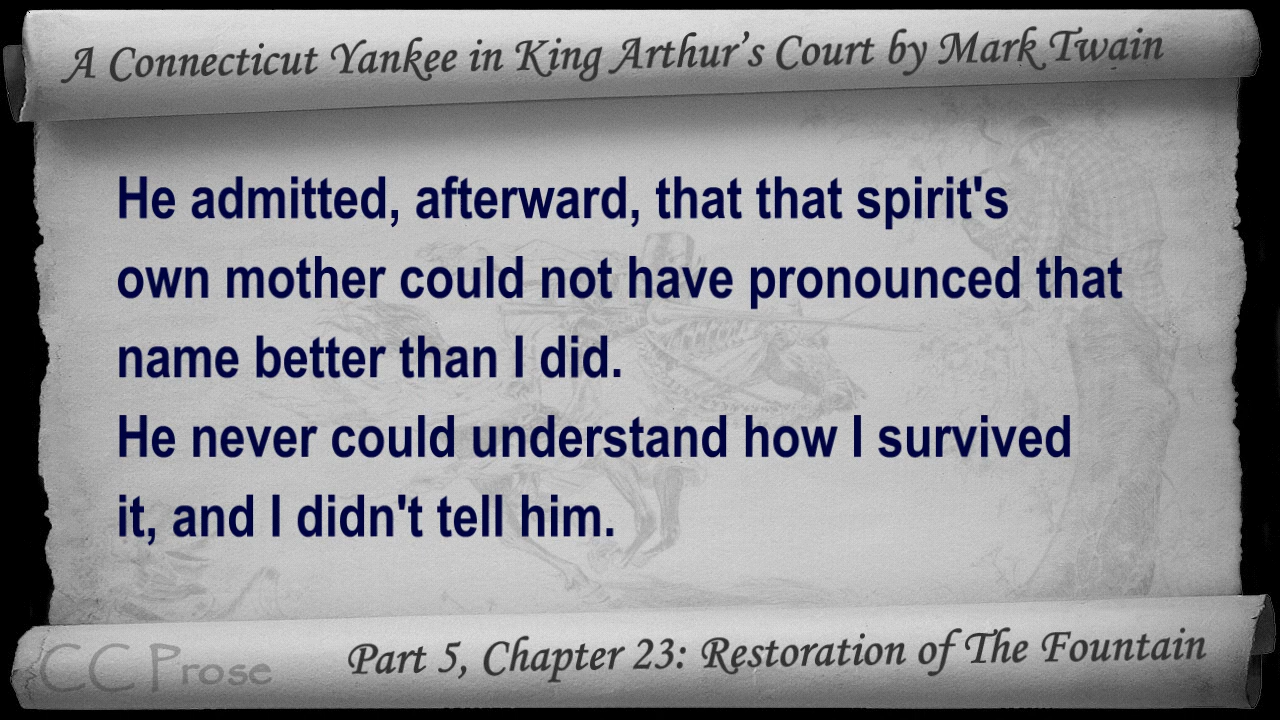 A Connecticut Yankee in King Arthur's Court by Mark Twain
He admitted, afterward, that that spirit's
own mother could not have pronounced that
name better than I did.
He never could understand how I survived
it, and I didn't tell him.
CC Prose
Part 5, Chapter 23: Restoration of The Fountain